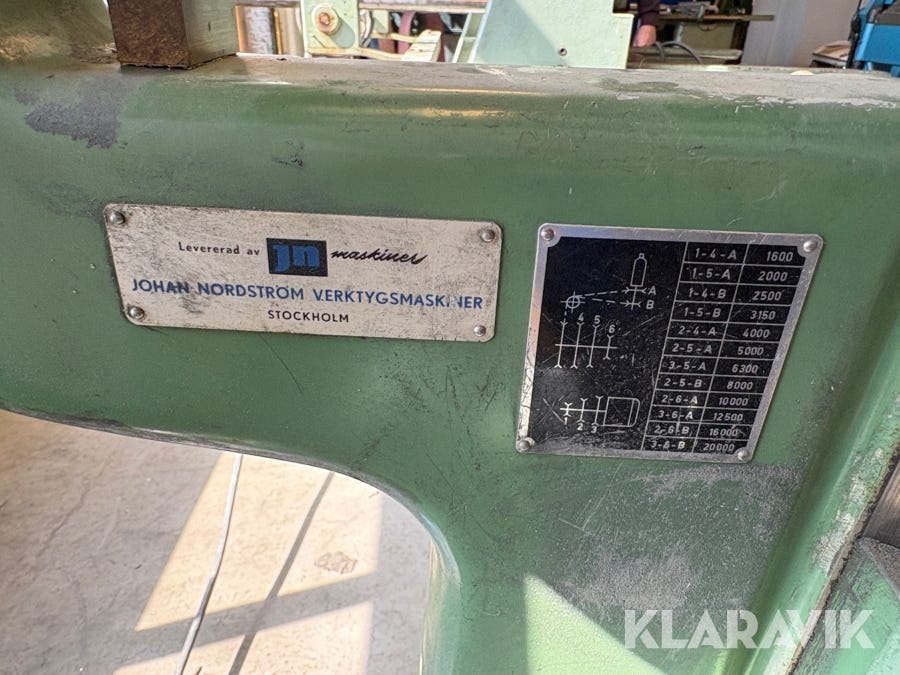 Levererad av jn maskiner
JOHAN NORDSTRÖM VERKTYGSMASKINER
STOCKHOLM
A
B
4 5 6
1 2 3
1-4-A 1600
1-5-A 2000
1-4-B 2500
1-5-B 3150
2-4-A 4000
2-5-A 5000
3-5-A 6300
2-5-B 8000
2-6-A 10000
3-6-A 12500
2-6-B 16000
3-6-B 20000
KLARAVIK